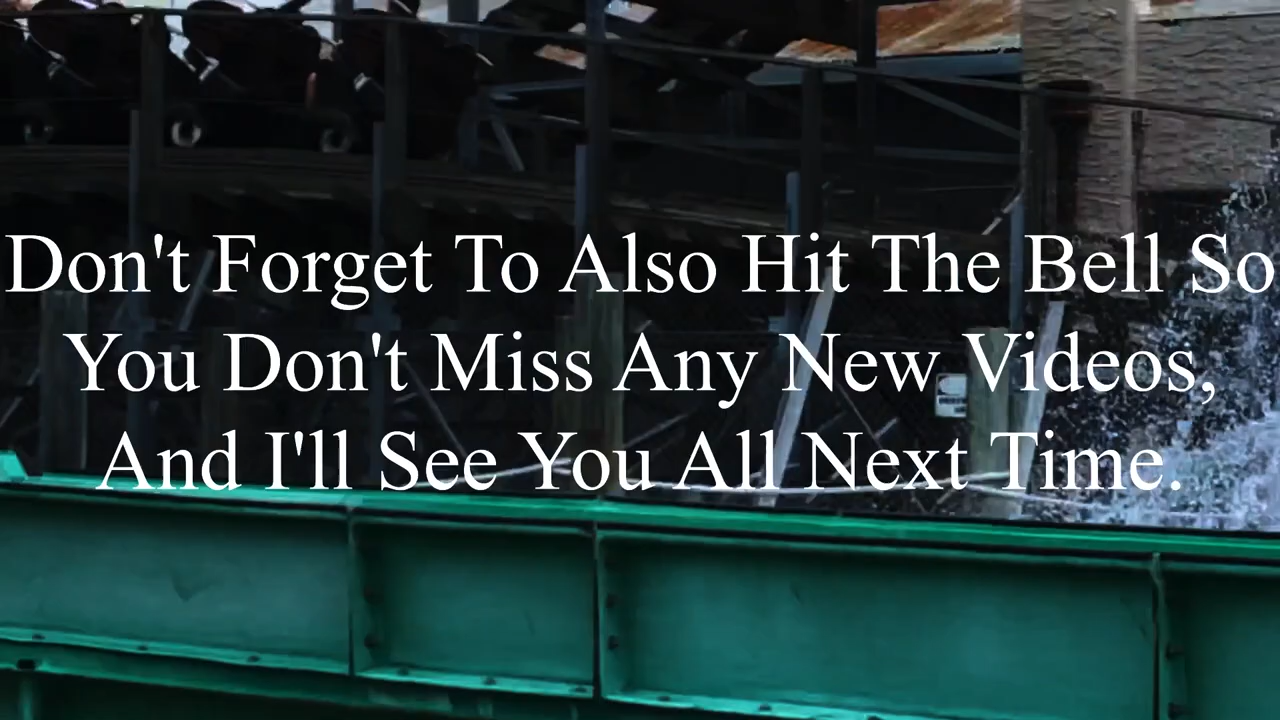 Don't Forget To Also Hit The Bell So
You Don't Miss Any New Videos,
And I'll See You All Next Time.